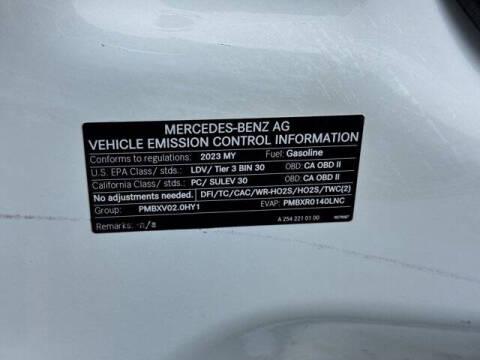 MERCEDES-BENZ AG
VEHICLE EMISSION CONTROL INFORMATION
Conforms to regulations: 2023 MY Fuel: Gasoline
U.S. EPA Class/ stds.: LDV/ Tier 3 BIN 30 OBD: CA OBD II
California Class/ stds.: PC/ SULEV 30 OBD: CA OBD II
No adjustments needed. DFI/TC/CAC/WR-HO2S/HO2S/TWC(2)
Group: PMBXV02.0HY1 EVAP: PMBXR0140LNC
Remarks: n/a A 254 221 01 00